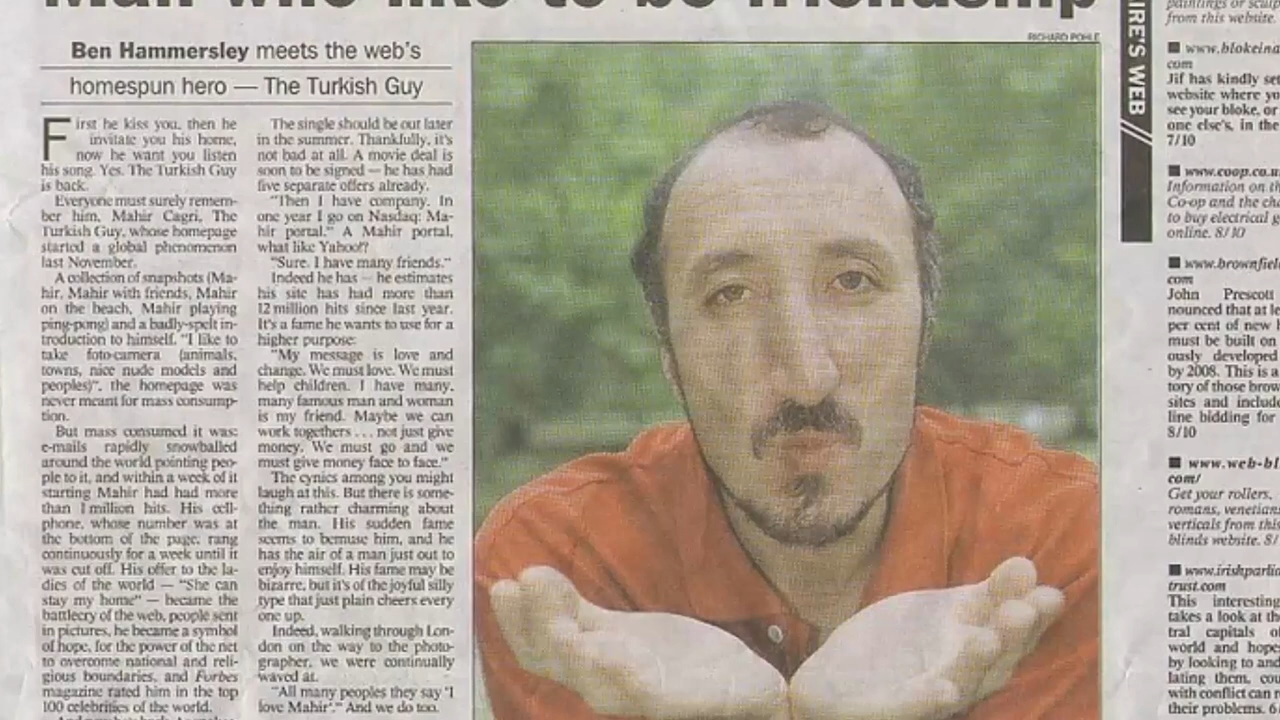 Man who like to be friendship
Ben Hammersley meets the web's
homespun hero — The Turkish Guy
First he kiss you, then he
invitate you his home,
now he want you listen
his song. Yes. The Turkish Guy
is back.
Everyone must surely remem-
ber him, Mahir Cagri, The
Turkish Guy, whose homepage
started a global phenomenon
last November.
A collection of snapshots (Ma-
hir, Mahir with friends, Mahir
on the beach, Mahir playing
ping-pong) and a badly-spelt in-
troduction to himself, "I like to
take foto-camera (animals,
towns, nice nude models and
peoples)", the homepage was
never meant for mass consump-
tion.
But mass consumed it was:
e-mails rapidly snowballed
around the world pointing peo-
ple to it, and within a week of it
starting Mahir had had more
than 1 million hits. His cell-
phone, whose number was at
the bottom of the page, rang
continuously for a week until it
was cut off. His offer to the la-
dies of the world — "She can
stay my home" — became the
battlecry of the web, people sent
in pictures, he became a symbol
of hope, for the power of the net
to overcome national and reli-
gious boundaries, and Forbes
magazine rated him in the top
100 celebrities of the world.
The single should be out later
in the summer. Thankfully, it's
not bad at all. A movie deal is
soon to be signed — he has had
five separate offers already.
"Then I have company. In
one year I go on Nasdaq: Ma-
hir portal." A Mahir portal,
what like Yahoo!?
"Sure. I have many friends."
Indeed he has — he estimates
his site has had more than
12 million hits since last year.
It's a fame he wants to use for a
higher purpose:
"My message is love and
change. We must love. We must
help children. I have many,
many famous man and woman
is my friend. Maybe we can
work togethers . . . not just give
money. We must go and we
must give money face to face."
The cynics among you might
laugh at this. But there is some-
thing rather charming about
the man. His sudden fame
seems to bemuse him, and he
has the air of a man just out to
enjoy himself. His fame may be
bizarre, but it's of the joyful silly
type that just plain cheers every
one up.
Indeed, walking through Lon-
don on the way to the photo-
grapher, we were continually
waved at.
"All many peoples they say 'I
love Mahir'." And we do too.
RICHARD POHLE
IRE'S WEB
paintings or sculp
from this website.
■ www.blokeina
com
Jif has kindly set
website where yo
see your bloke, or
one else's, in the
7/10
■ www.coop.co.u
Information on th
Co-op and the cha
to buy electrical g
online. 8/10
■ www.brownfiel
com
John Prescott
nounced that at le
per cent of new
must be built on
ously developed
by 2008. This is a
tory of those brow
sites and include
line bidding for
8/10
■ www.web-bl
com/
Get your rollers,
romans, venetian
verticals from this
blinds website. 8/
■ www.irishparlia
trust.com
This interesting
takes a look at th
tral capitals o
world and hope
by looking to and
lating them, cou
with conflict can r
their problems. 6